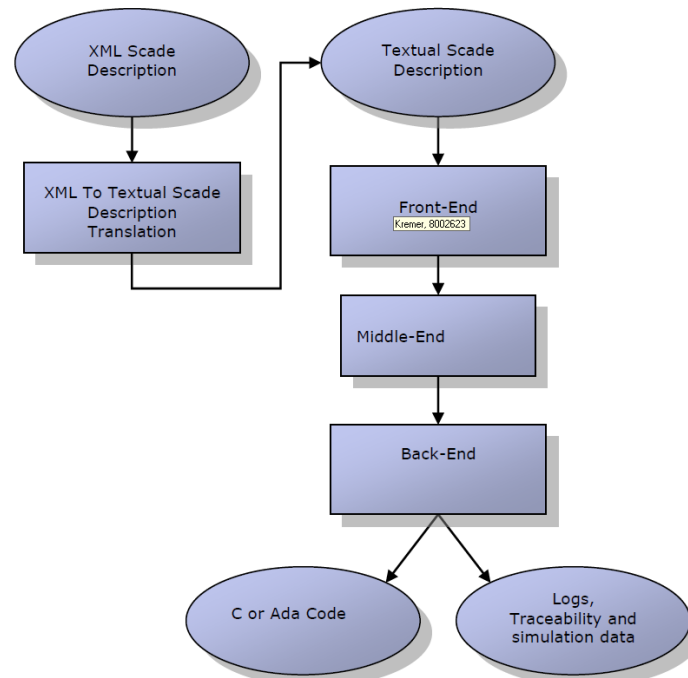 XML Scade
Description
Textual Scade
Description
XML To Textual Scade
Description
Translation
Front-End
Kremer, 8002623
Middle-End
Back-End
C or Ada Code
Logs,
Traceability and
simulation data